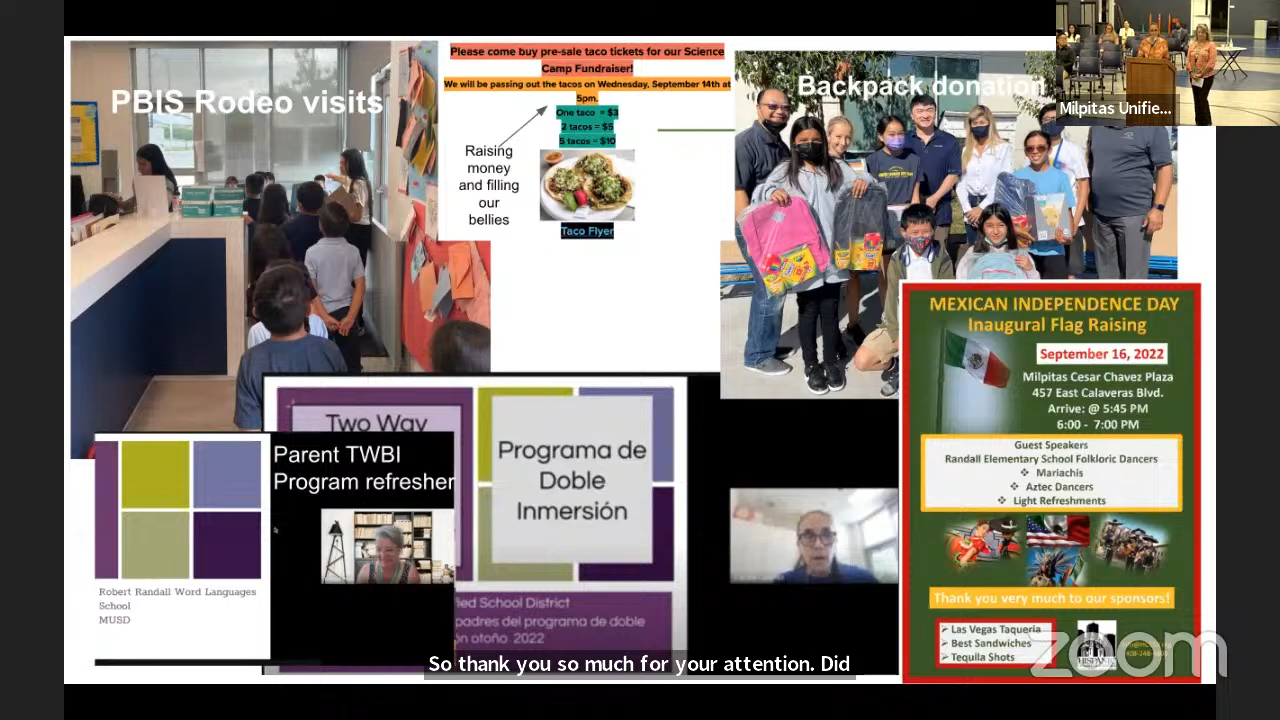 PBIS Rodeo visits
Please come buy pre-sale taco tickets for our Science
Camp Fundraiser!
We will be passing out the tacos on Wednesday, September 14th at
5pm.
One taco = $3
2 tacos = $5
5 tacos = $10
Raising
money
and filling
our
bellies
Taco Flyer
Backpack donation
Milpitas Unifie...
MEXICAN INDEPENDENCE DAY
Inaugural Flag Raising
September 16, 2022
Milpitas Cesar Chavez Plaza
457 East Calaveras Blvd.
Arrive: @ 5:45 PM
6:00 - 7:00 PM
Guest Speakers
Randall Elementary School Folkloric Dancers
❖ Mariachis
❖ Aztec Dancers
❖ Light Refreshments
Thank you very much to our sponsors!
➢ Las Vegas Taqueria
➢ Best Sandwiches
➢ Tequila Shots
Two Way
Parent TWBI
Program refresher
Programa de
Doble
Inmersión
Robert Randall Word Languages
School
MUSD
ied School District
padres del programa de doble
ón otoño 2022
So thank you so much for your attention. Did
zoom